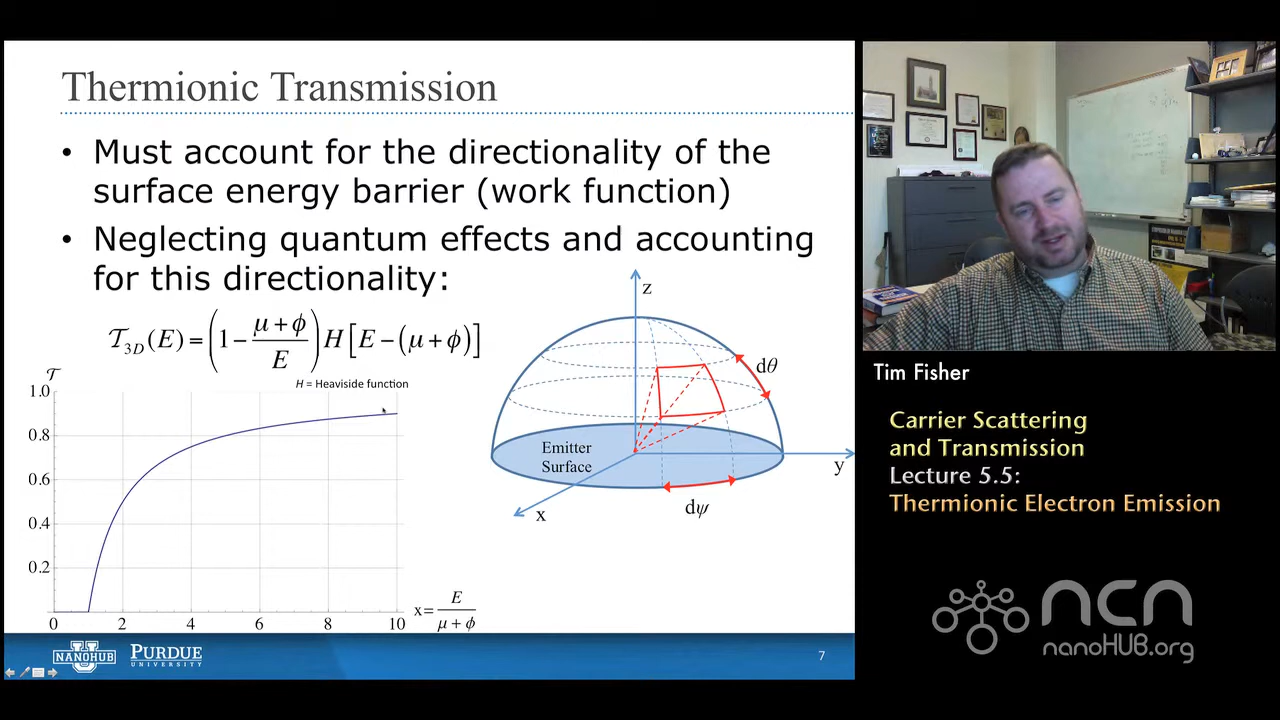 Thermionic Transmission
• Must account for the directionality of the
surface energy barrier (work function)
• Neglecting quantum effects and accounting
for this directionality:
𝒯3D(E) = (1 − (μ + ϕ)/E) H[E − (μ + ϕ)]
H = Heaviside function
𝒯
1.0
0.8
0.6
0.4
0.2
0 2 4 6 8 10
x = E/(μ + ϕ)
z
dθ
Emitter
Surface
y
x
dψ
NANOHUB
PURDUE
UNIVERSITY
7
Tim Fisher
Carrier Scattering
and Transmission
Lecture 5.5:
Thermionic Electron Emission
ncn
nanoHUB.org